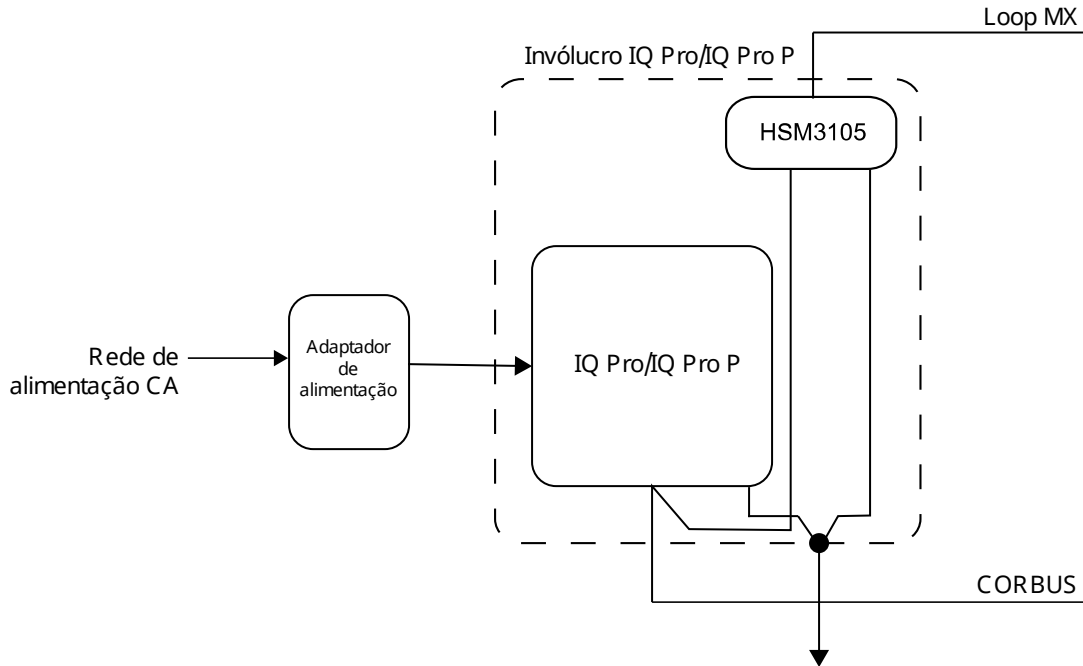 Loop MX
Invólucro IQ Pro/IQ Pro P
HSM3105
Rede de
alimentação CA
Adaptador
de
alimentação
IQ Pro/IQ Pro P
CORBUS